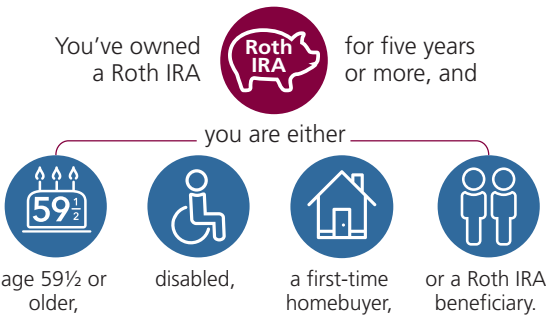 You've owned
a Roth IRA
Roth
IRA
for five years
or more, and
you are either
59½
age 59½ or
older,
disabled,
a first-time
homebuyer,
or a Roth IRA
beneficiary.